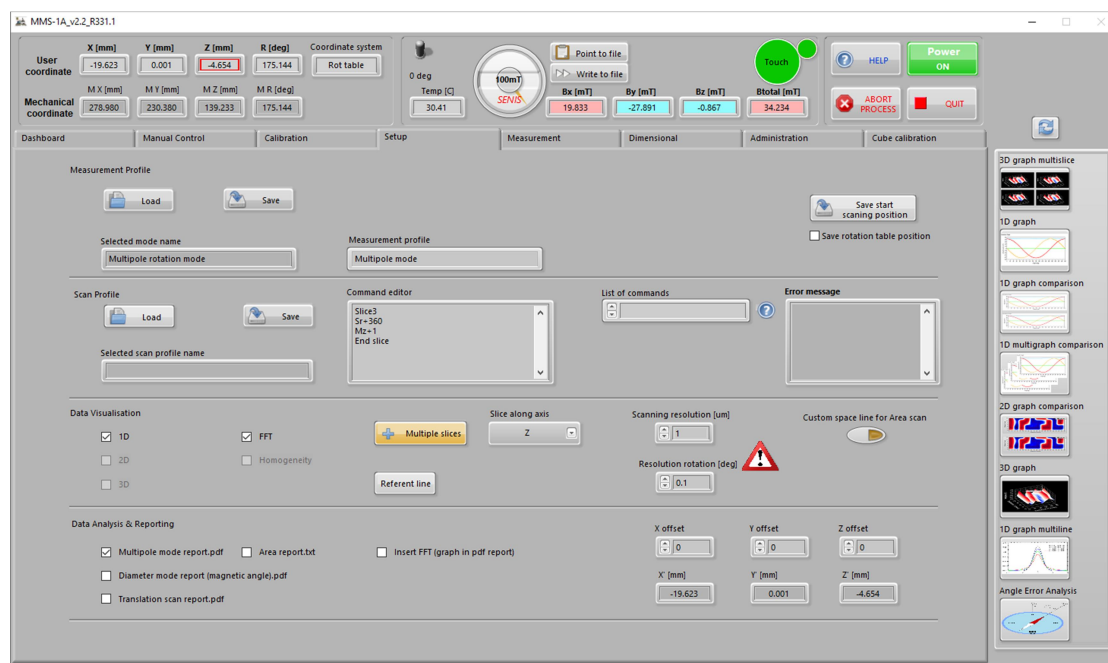 MMS-1A_v2.2_R331.1
X [mm] Y [mm] Z [mm] R [deg] Coordinate system
User coordinate -19.623 0.001 -4.654 175.144 Rot table
M X [mm] M Y [mm] M Z [mm] M R [deg]
Mechanical coordinate 278.980 230.380 139.233 175.144
0 deg
Temp [C]
30.41
100mT
SENIS
Point to file
Write to file
Bx [mT] By [mT] Bz [mT] Btotal [mT]
19.833 -27.891 -0.867 34.234
Touch
HELP
Power
ON
ABORT
PROCESS
QUIT
Dashboard Manual Control Calibration Setup Measurement Dimensional Administration Cube calibration
Measurement Profile
Load Save
Save start
scaning position
Save rotation table position
Selected mode name Measurement profile
Multipole rotation mode Multipole mode
Scan Profile
Load Save
Selected scan profile name
Command editor
Slice3
Sr+360
Mz+1
End slice
List of commands
Error message
Data Visualisation
1D FFT
2D Homogeneity
3D
Multiple slices
Referent line
Slice along axis
Z
Scanning resolution [um]
1
Resolution rotation [deg]
0.1
Custom space line for Area scan
Data Analysis & Reporting
Multipole mode report.pdf Area report.txt Insert FFT (graph in pdf report)
Diameter mode report (magnetic angle).pdf
Translation scan report.pdf
X offset Y offset Z offset
0 0 0
X' [mm] Y' [mm] Z' [mm]
-19.623 0.001 -4.654
3D graph multislice
1D graph
1D graph comparison
1D multigraph comparison
2D graph comparison
3D graph
1D graph multiline
Angle Error Analysis